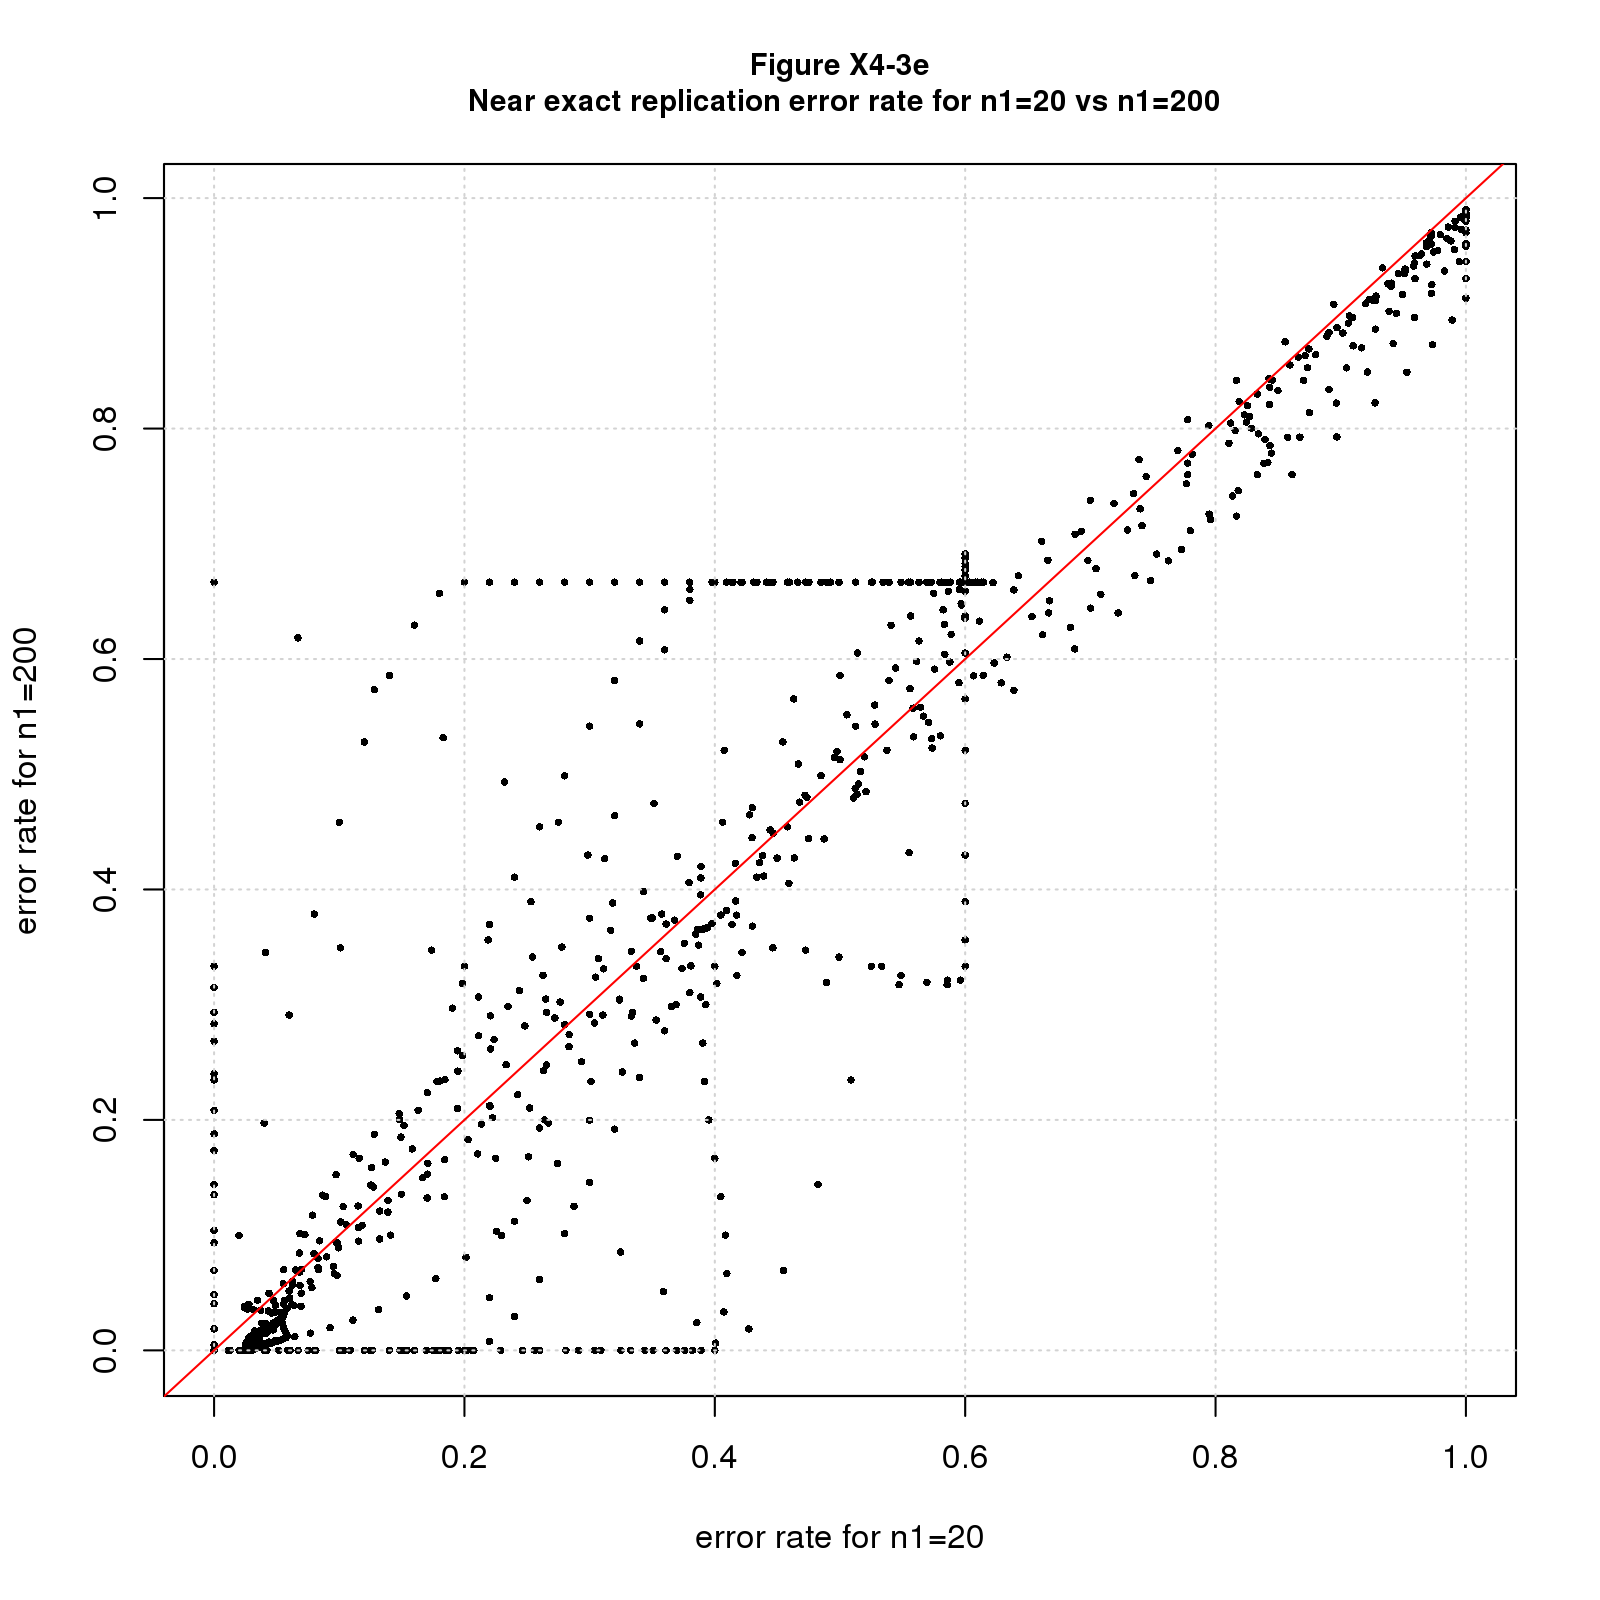 Figure X4-3e
Near exact replication error rate for n1=20 vs n1=200
error rate for n1=200
1.0
0.8
0.6
0.4
0.2
0.0
0.0 0.2 0.4 0.6 0.8 1.0
error rate for n1=20